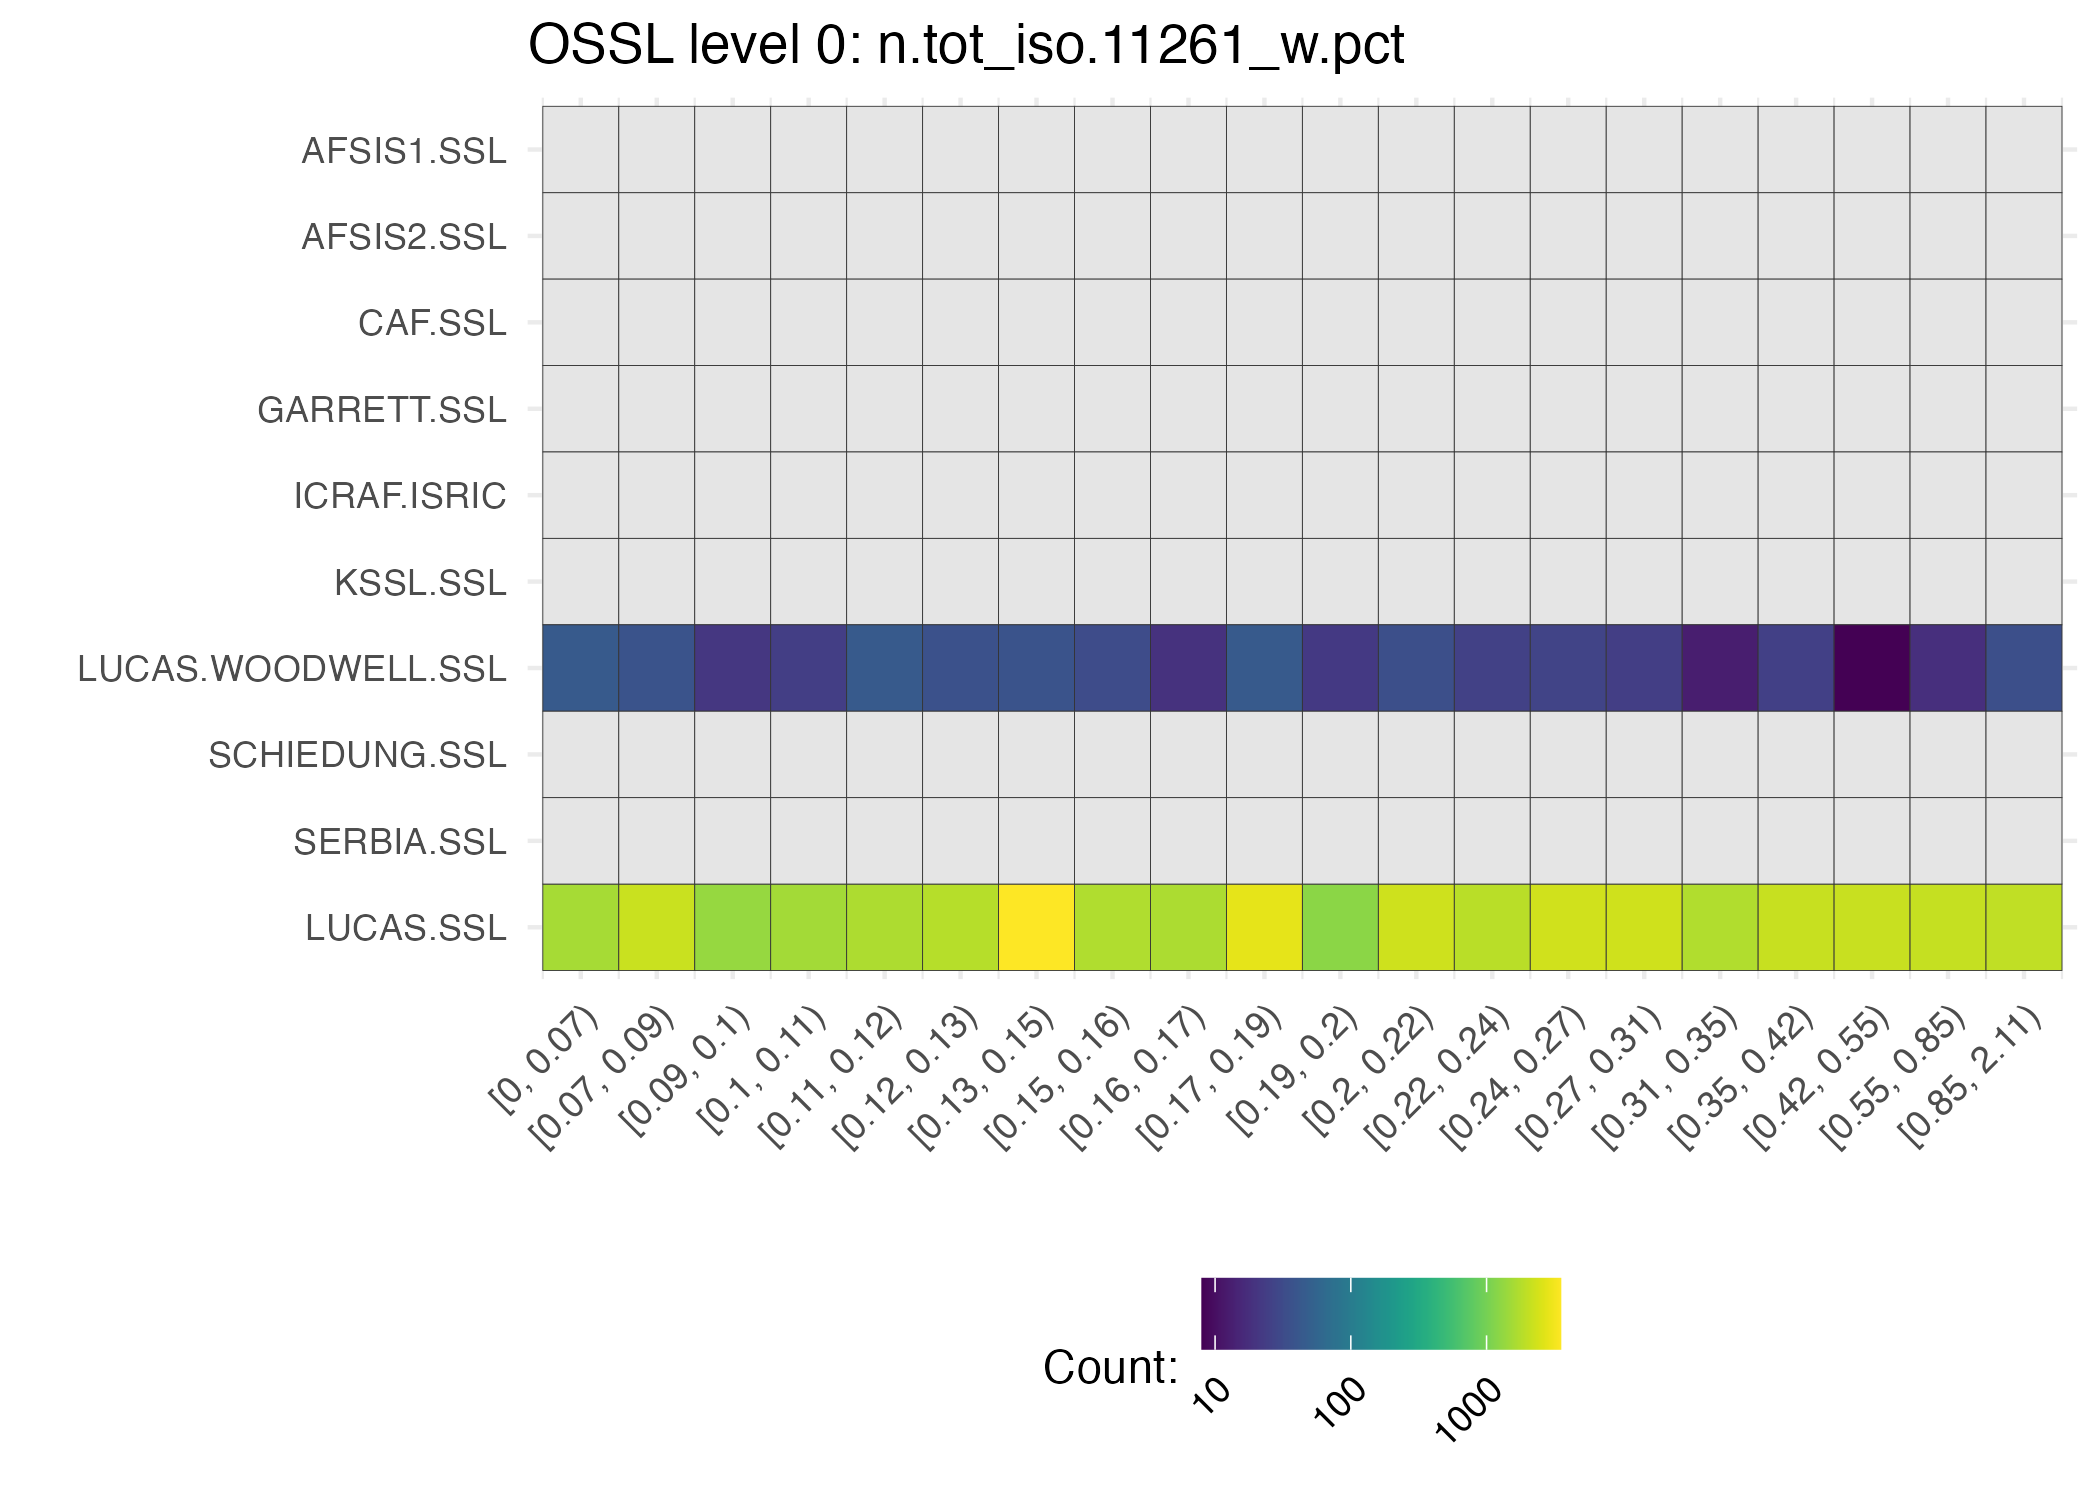 OSSL level 0: n.tot_iso.11261_w.pct
AFSIS1.SSL
AFSIS2.SSL
CAF.SSL
GARRETT.SSL
ICRAF.ISRIC
KSSL.SSL
LUCAS.WOODWELL.SSL
SCHIEDUNG.SSL
SERBIA.SSL
LUCAS.SSL
[0, 0.07)
[0.07, 0.09)
[0.09, 0.1)
[0.1, 0.11)
[0.11, 0.12)
[0.12, 0.13)
[0.13, 0.15)
[0.15, 0.16)
[0.16, 0.17)
[0.17, 0.19)
[0.19, 0.2)
[0.2, 0.22)
[0.22, 0.24)
[0.24, 0.27)
[0.27, 0.31)
[0.31, 0.35)
[0.35, 0.42)
[0.42, 0.55)
[0.55, 0.85)
[0.85, 2.11)
Count:
10
100
1000